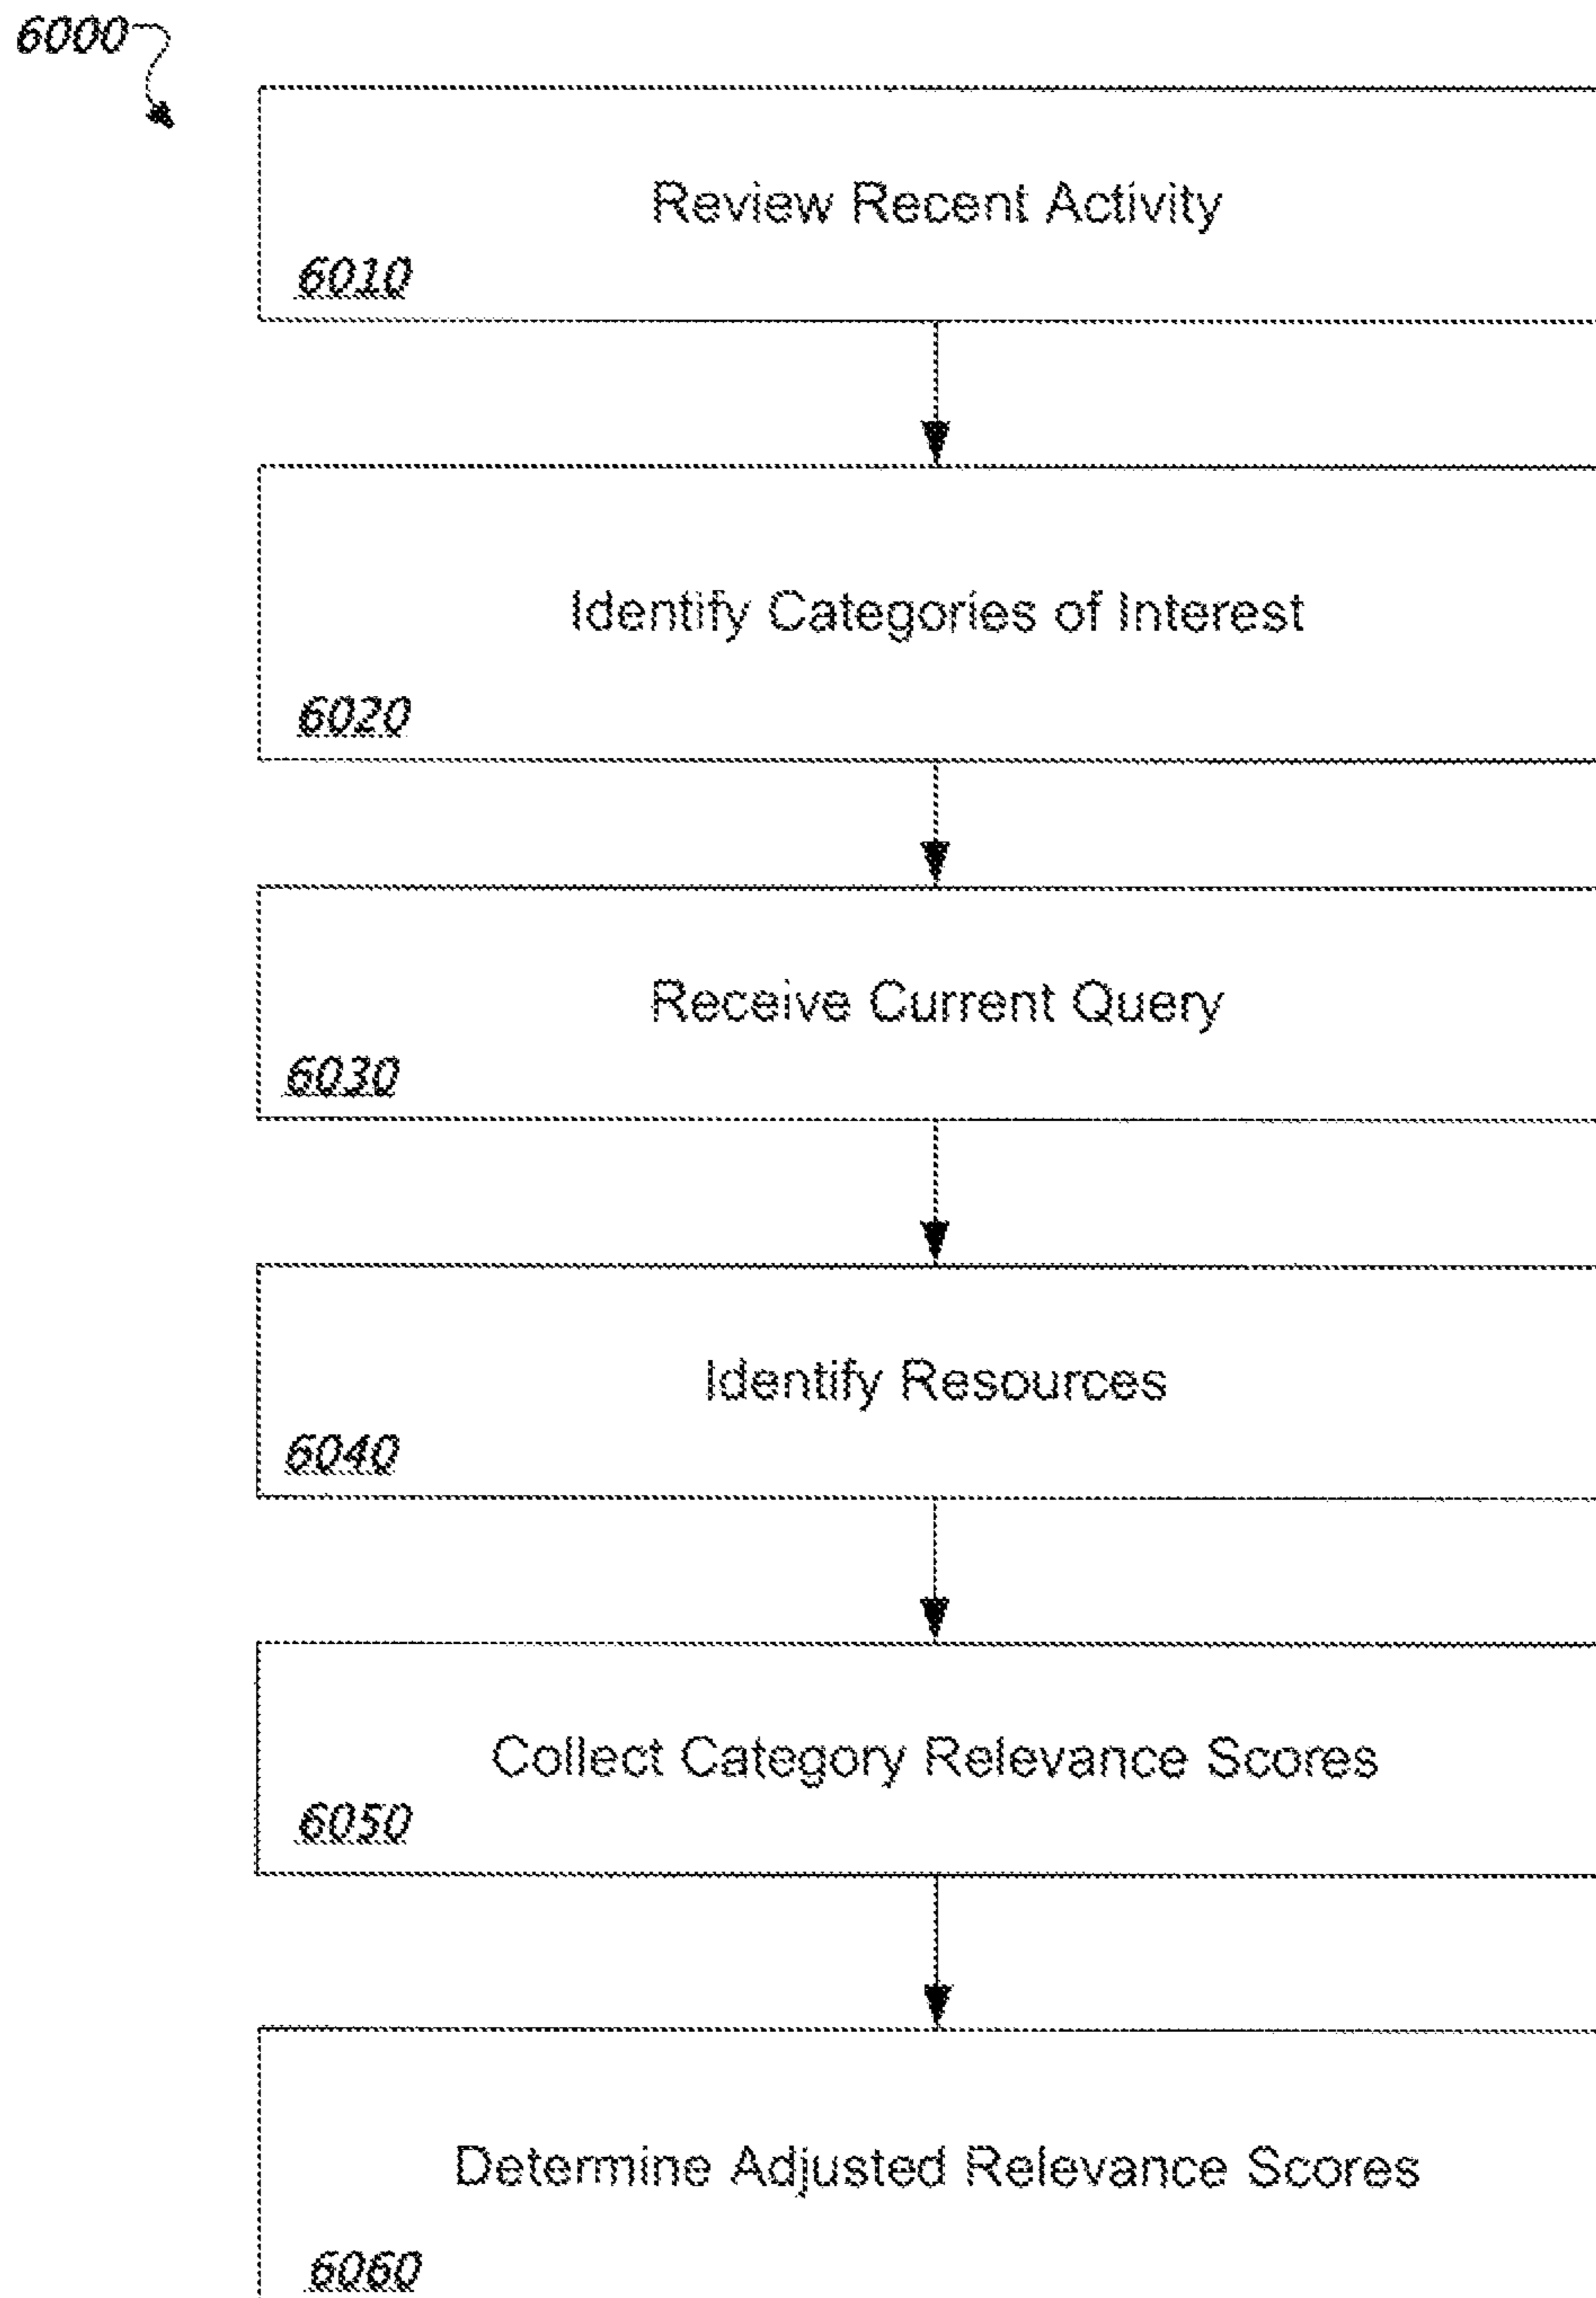 6000
Review Recent Activity
6010
Identify Categories of Interest
6020
Receive Current Query
6030
Identify Resources
6040
Collect Category Relevance Scores
6050
Determine Adjusted Relevance Scores
6060